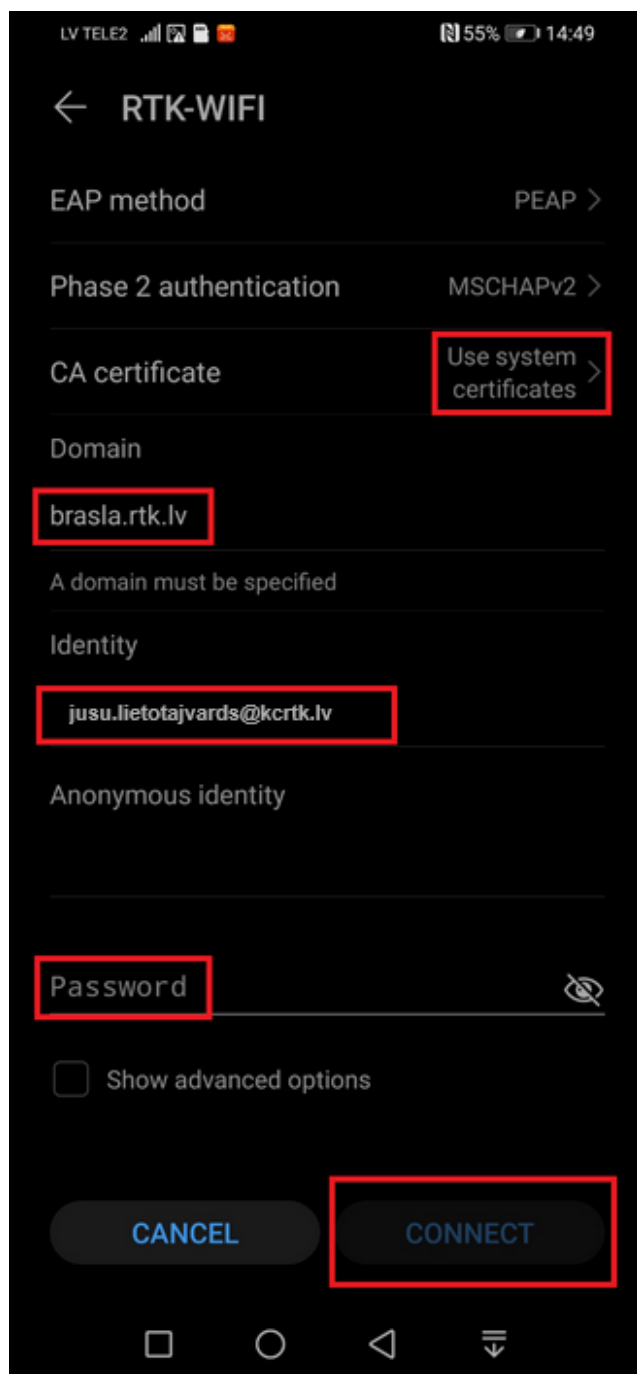 LV TELE2 55% 14:49
RTK-WIFI
EAP method PEAP
Phase 2 authentication MSCHAPv2
CA certificate Use system certificates
Domain
brasla.rtk.lv
A domain must be specified
Identity
jusu.lietotajvards@kcrtk.lv
Anonymous identity
Password
Show advanced options
CANCEL CONNECT